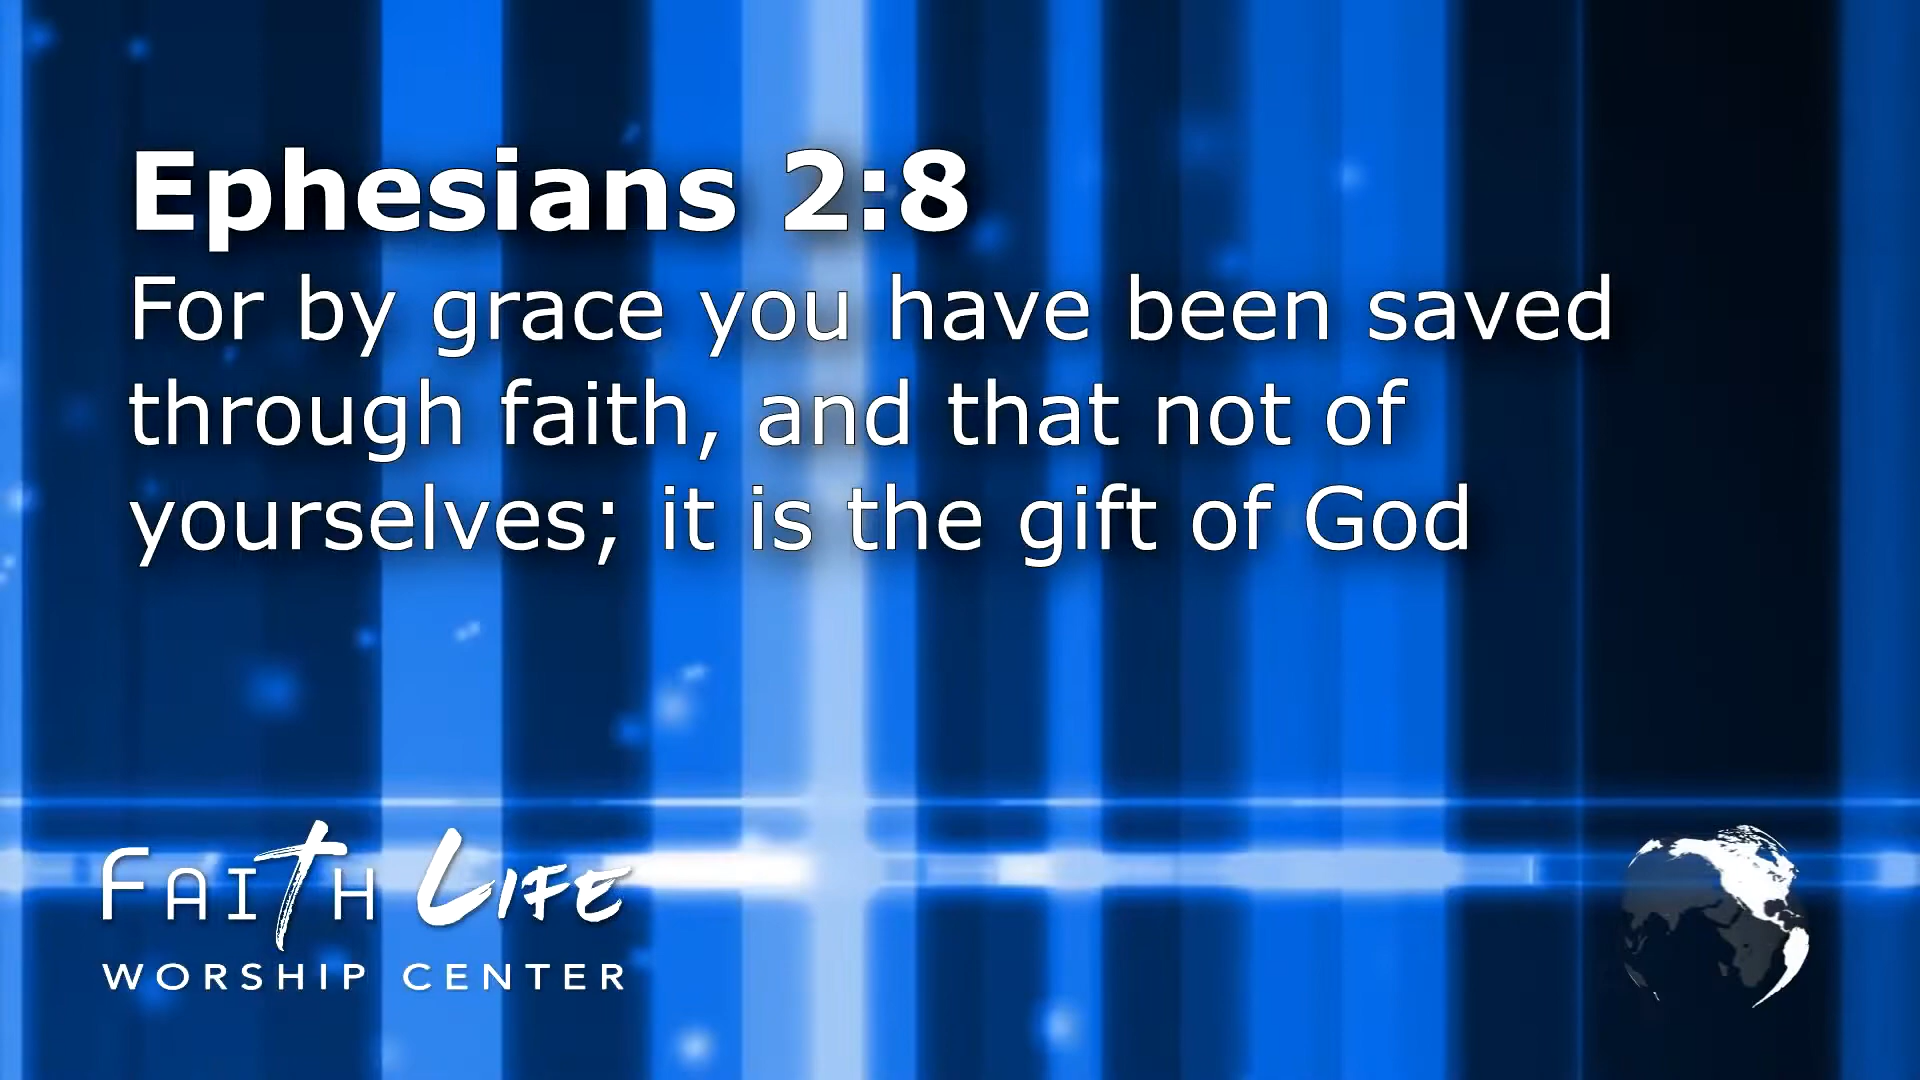 Ephesians 2:8
For by grace you have been saved
through faith, and that not of
yourselves; it is the gift of God
FAITH LIFE
WORSHIP CENTER